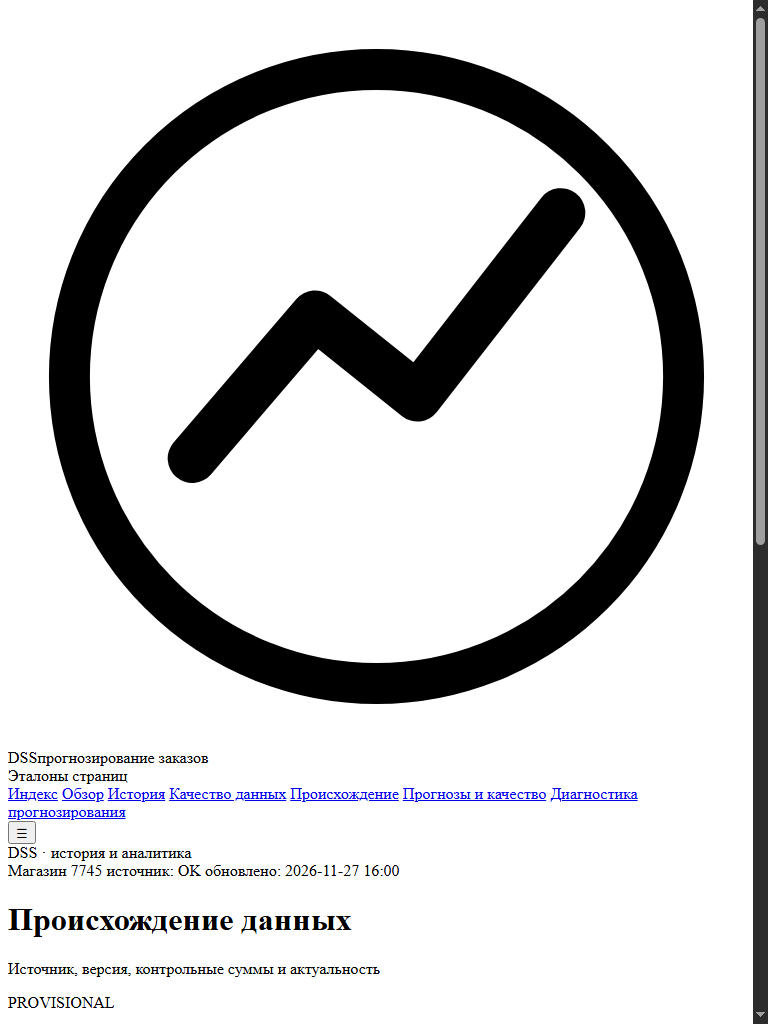 DSSпрогнозирование заказов
Эталоны страниц
Индекс Обзор История Качество данных Происхождение Прогнозы и качество Диагностика
прогнозирования
☰
DSS · история и аналитика
Магазин 7745 источник: OK обновлено: 2026-11-27 16:00
Происхождение данных
Источник, версия, контрольные суммы и актуальность
PROVISIONAL